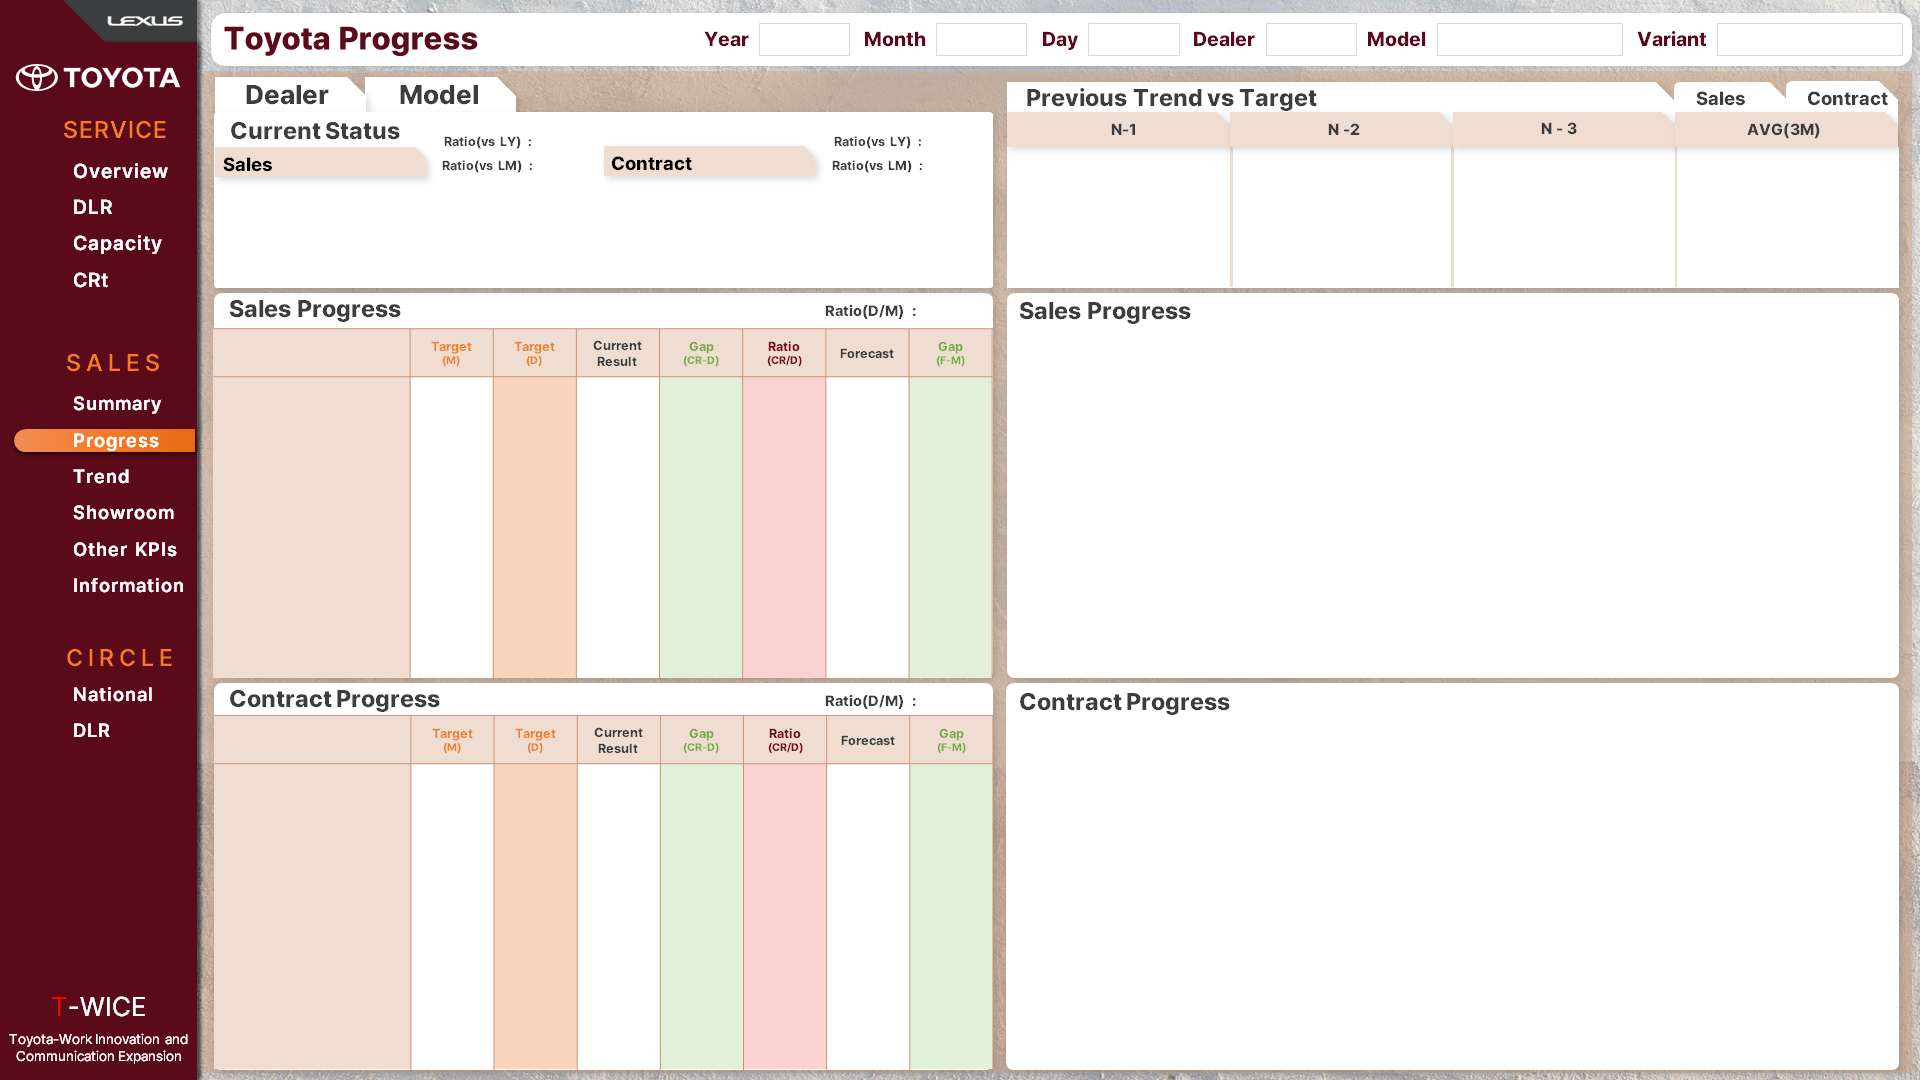 LEXUS
TOYOTA
SERVICE
Overview
DLR
Capacity
CRt
SALES
Summary
Progress
Trend
Showroom
Other KPIs
Information
CIRCLE
National
DLR
T-WICE
Toyota-Work Innovation and
Communication Expansion
Toyota Progress
Year
Month
Day
Dealer
Model
Variant
Dealer
Model
Current Status
Sales
Ratio(vs LY) :
Ratio(vs LM) :
Contract
Ratio(vs LY) :
Ratio(vs LM) :
Previous Trend vs Target
Sales
Contract
N-1
N -2
N - 3
AVG(3M)
Sales Progress
Ratio(D/M) :
Target
(M)
Target
(D)
Current
Result
Gap
(CR-D)
Ratio
(CR/D)
Forecast
Gap
(F-M)
Sales Progress
Contract Progress
Ratio(D/M) :
Target
(M)
Target
(D)
Current
Result
Gap
(CR-D)
Ratio
(CR/D)
Forecast
Gap
(F-M)
Contract Progress